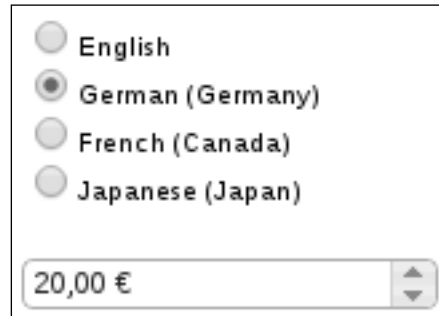 English
German (Germany)
French (Canada)
Japanese (Japan)
20,00 €